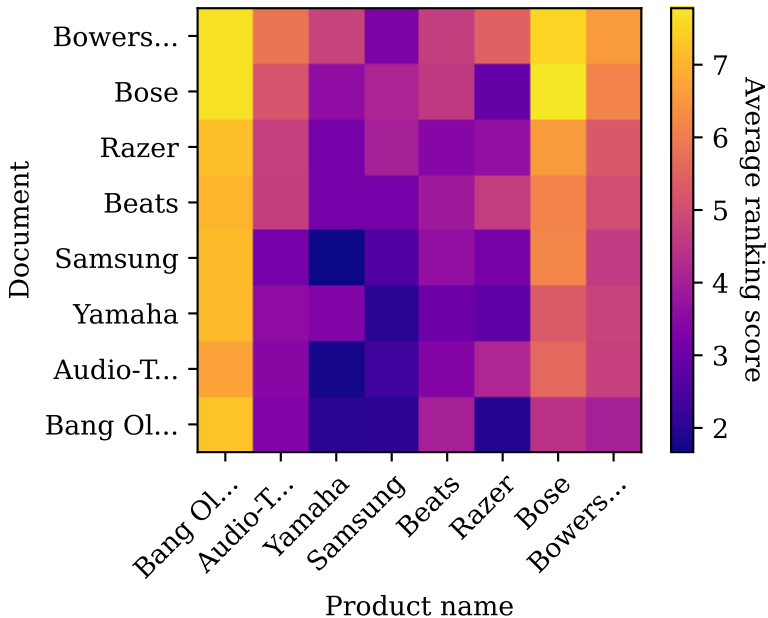 Bowers...
Bose
Razer
Beats
Samsung
Yamaha
Audio-T...
Bang Ol...
Document
Bang Ol...
Audio-T...
Yamaha
Samsung
Beats
Razer
Bose
Bowers...
Product name
7
6
5
4
3
2
Average ranking score